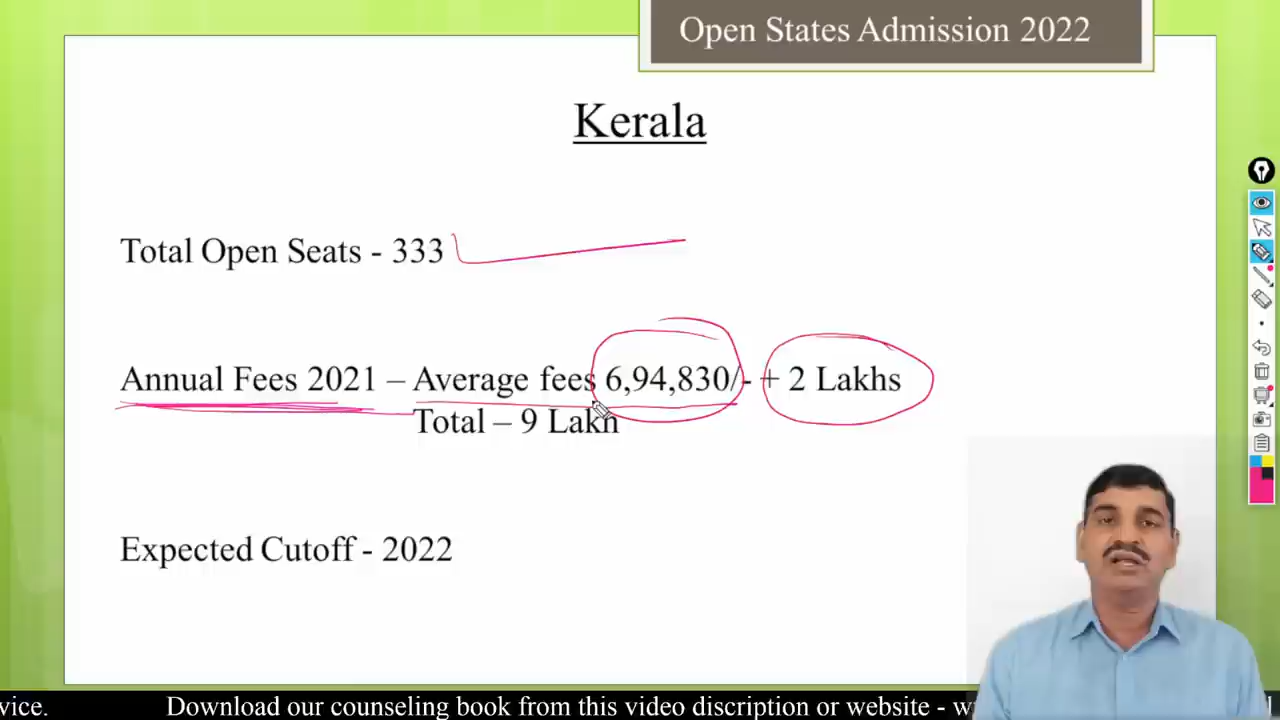 Open States Admission 2022
Kerala
Total Open Seats - 333
Annual Fees 2021 – Average fees 6,94,830/- + 2 Lakhs
Total – 9 Lakh
Expected Cutoff - 2022
vice. Download our counseling book from this video discription or website - w